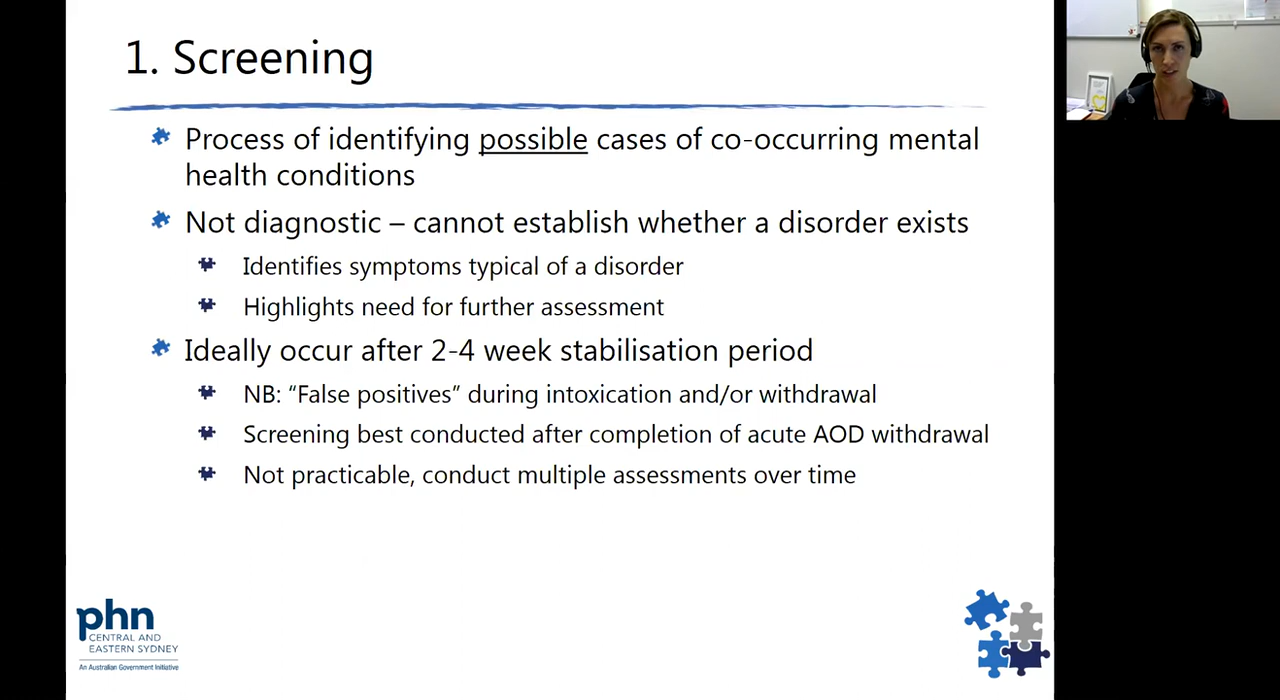 1. Screening
Process of identifying possible cases of co-occurring mental
health conditions
Not diagnostic – cannot establish whether a disorder exists
Identifies symptoms typical of a disorder
Highlights need for further assessment
Ideally occur after 2-4 week stabilisation period
NB: “False positives” during intoxication and/or withdrawal
Screening best conducted after completion of acute AOD withdrawal
Not practicable, conduct multiple assessments over time
phn
CENTRAL AND
EASTERN SYDNEY
An Australian Government Initiative